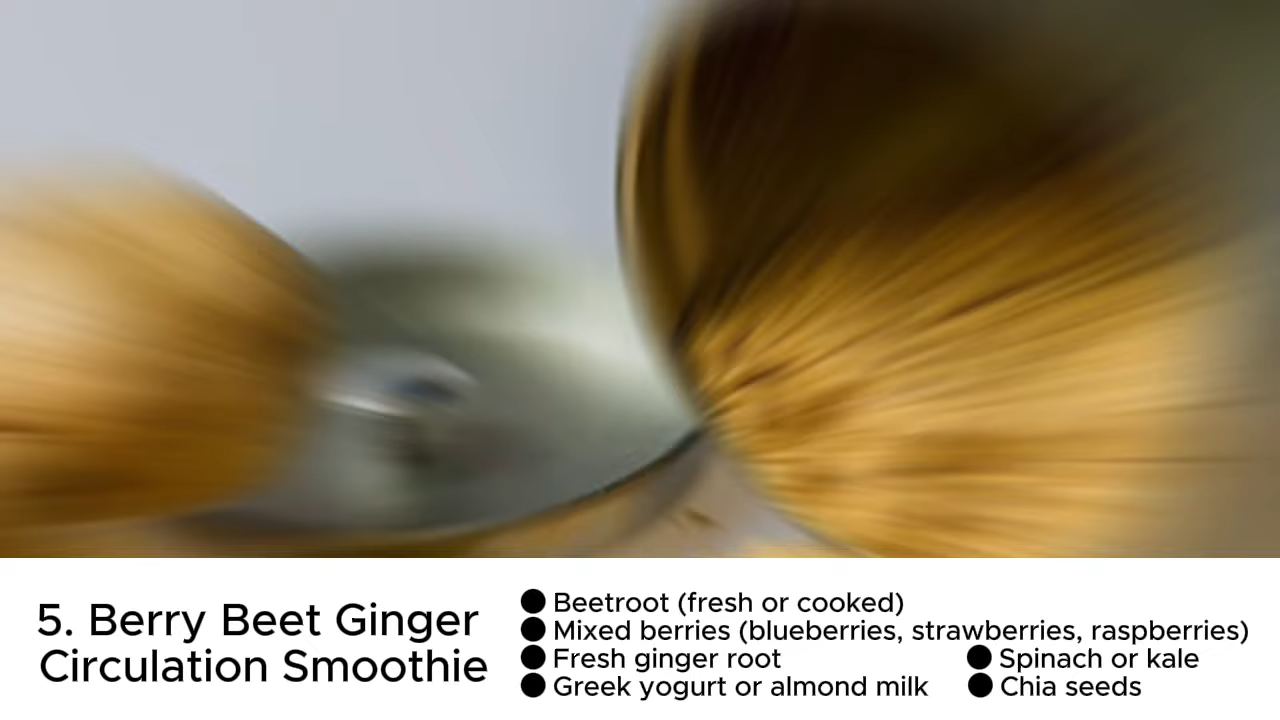 5. Berry Beet Ginger
Circulation Smoothie
● Beetroot (fresh or cooked)
● Mixed berries (blueberries, strawberries, raspberries)
● Fresh ginger root
● Spinach or kale
● Greek yogurt or almond milk
● Chia seeds